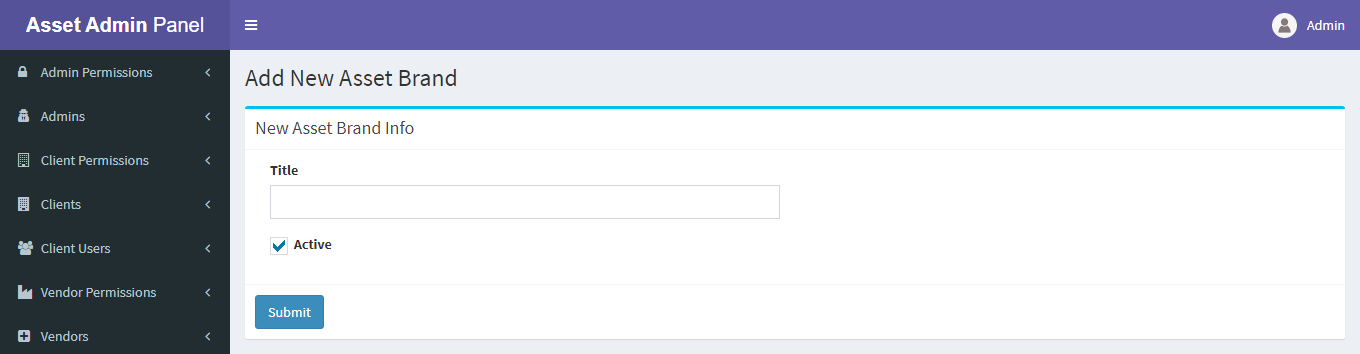 Asset Admin Panel
Admin
Admin Permissions
Admins
Client Permissions
Clients
Client Users
Vendor Permissions
Vendors
Add New Asset Brand
New Asset Brand Info
Title
Active
Submit